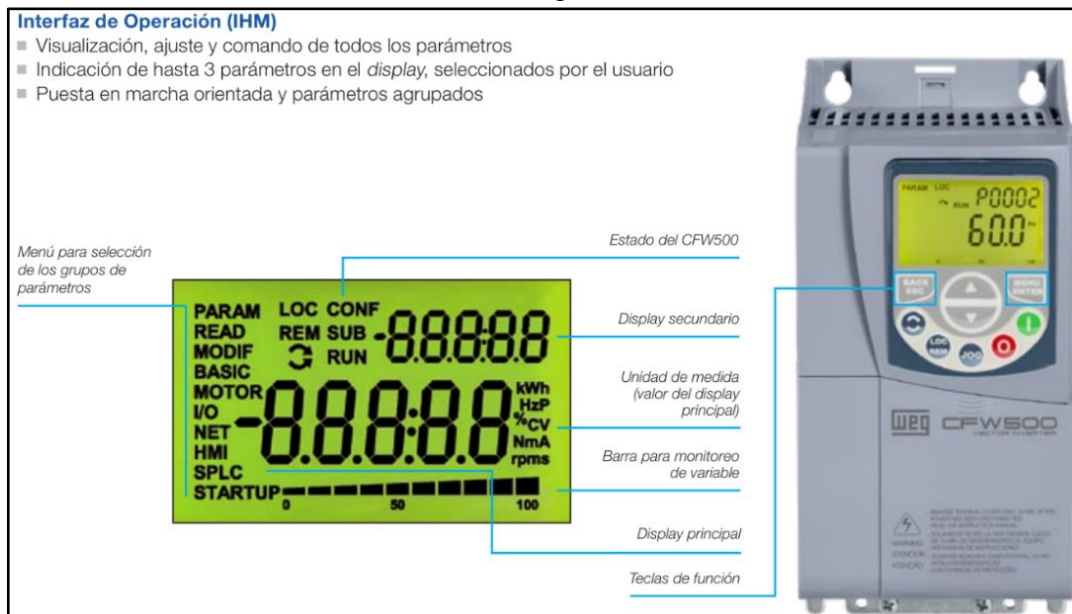 Interfaz de Operación (IHM)
Visualización, ajuste y comando de todos los parámetros
Indicación de hasta 3 parámetros en el display, seleccionados por el usuario
Puesta en marcha orientada y parámetros agrupados
Menú para selección
de los grupos de
parámetros
PARAM
READ
MODIF
BASIC
MOTOR
I/O
NET
HMI
SPLC
STARTUP
LOC CONF
REM SUB
RUN
-888:88
-888:88
kWh
HzP
%CV
NmA
rpms
0 50 100
Estado del CFW500
Display secundario
Unidad de medida
(valor del display
principal)
Barra para monitoreo
de variable
Display principal
Teclas de función
PARAM LOC
RUN P0002
60.0
BACK
ESC
MENU
ENTER
LOC
REM
JOG
WEG CFW500
VECTOR INVERTER
WARNING
ATENCION
ATENÇÃO